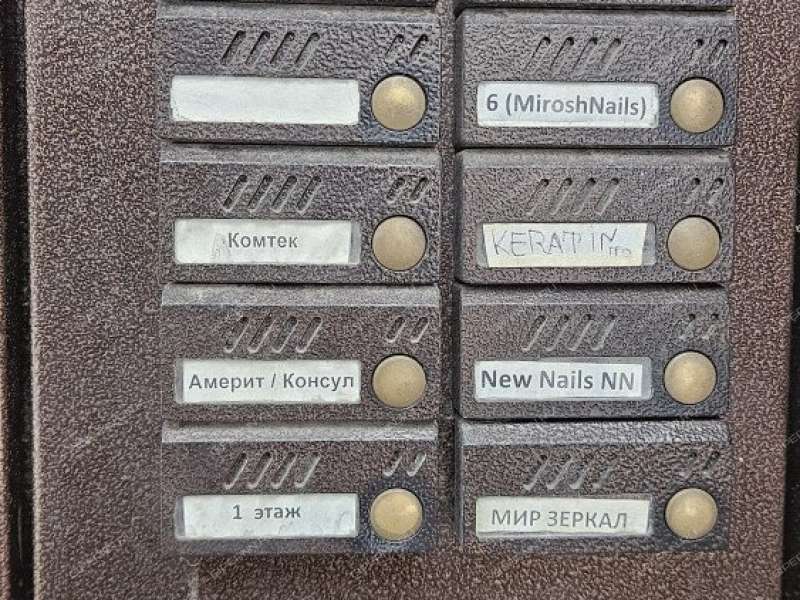 6 (MiroshNails)
Комтек
KERATIN
Америт / Консул
New Nails NN
1 этаж
МИР ЗЕРКАЛ